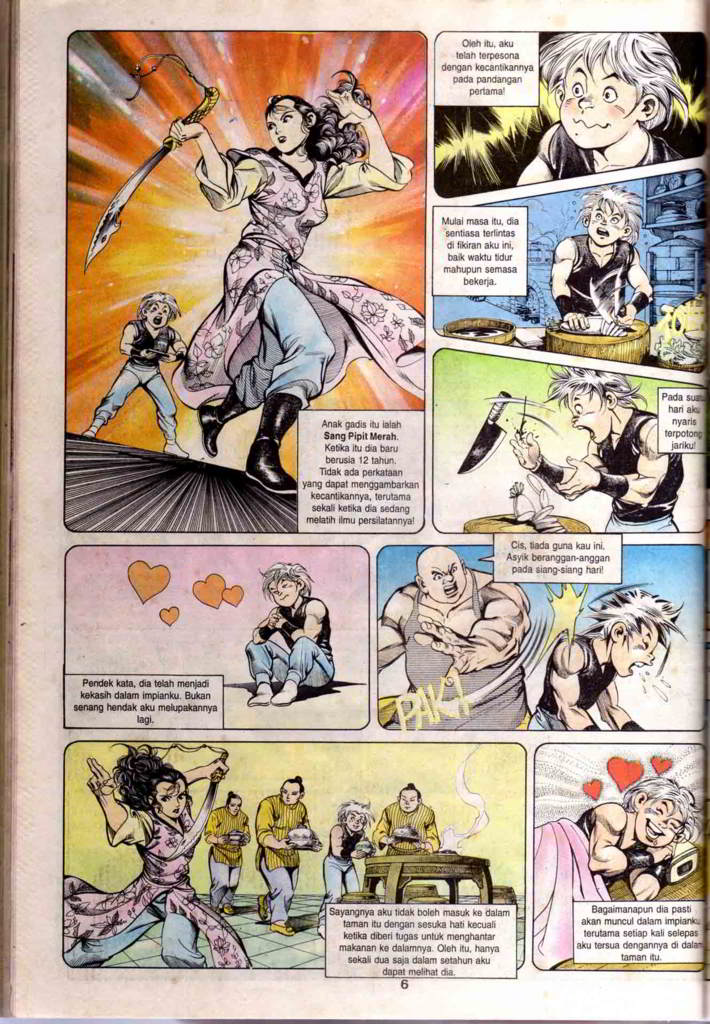 Anak gadis itu ialah
Sang Pipit Merah.
Ketika itu dia baru
berusia 12 tahun.
Tidak ada perkataan
yang dapat menggambarkan
kecantikannya, terutama
sekali ketika dia sedang
melatih ilmu persilatannya!
Oleh itu, aku
telah terpesona
dengan kecantikannya
pada pandangan
pertama!
Mulai masa itu, dia
sentiasa terlintas
di fikiran aku ini,
baik waktu tidur
mahupun semasa
bekerja.
Pada
hari aku
nyaris
terpotong
jariku!
Pendek kata, dia telah menjadi
kekasih dalam impianku. Bukan
senang hendak aku melupakannya
lagi.
Cis, tiada guna kau ini.
Asyik beranggan-anggan
pada siang-siang hari!
PAK!
Sayangnya aku tidak boleh masuk ke dalam
taman itu dengan sesuka hati kecuali
ketika diberi tugas untuk menghantar
makanan ke dalamnya. Oleh itu, hanya
sekali dua saja dalam setahun aku
dapat melihat dia.
Bagaimanapun dia pasti
akan muncul dalam impianku
terutama setiap kali selepas
aku tersua dengannya di dalam
taman itu.
6